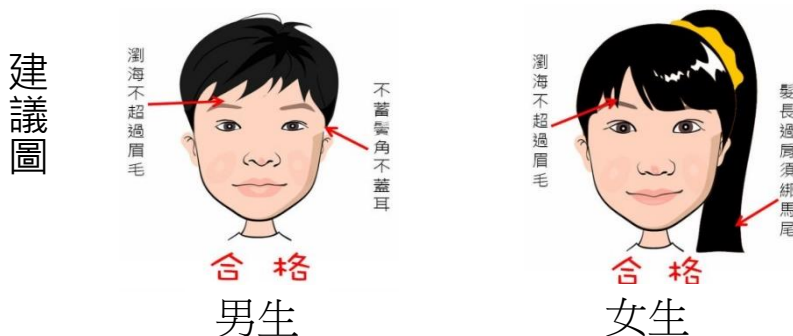 建議圖
瀏海不超過眉毛
不蓄鬢角不蓋耳
合格
男生
瀏海不超過眉毛
髮長過肩須綁馬尾
合格
女生